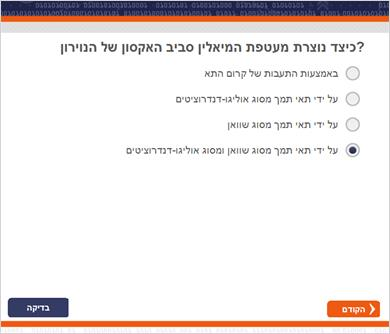 כיצד נוצרת מעטפת המיאלין סביב האקסון של הנוירון?
באמצעות התעבות של קרום התא
על ידי תאי תמך מסוג אוליגו-דנדרוציטים
על ידי תאי תמך מסוג שוואן
על ידי תאי תמך מסוג שוואן ומסוג אוליגו-דנדרוציטים
הקודם
בדיקה